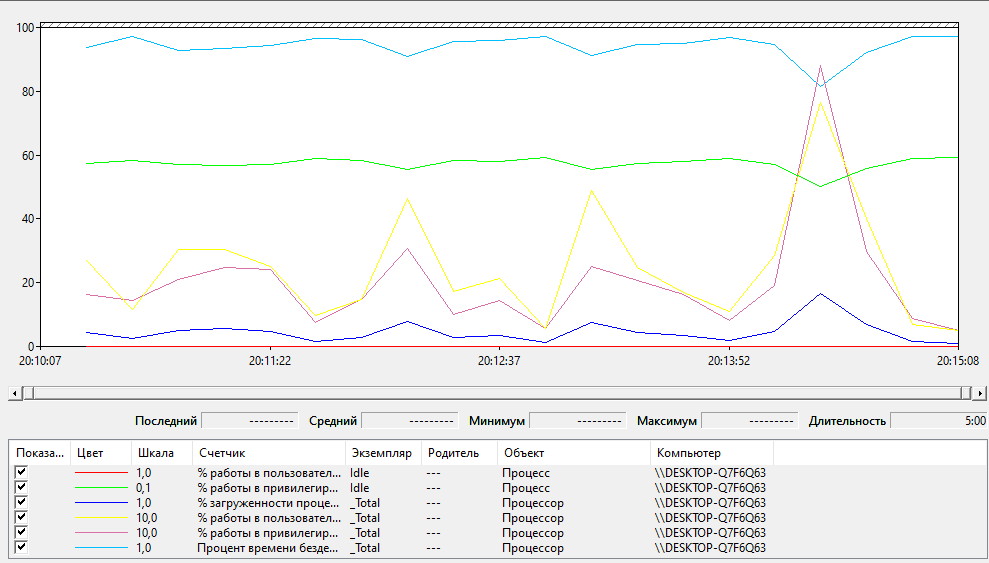 100
80
60
40
20
0
20:10:07 20:11:22 20:12:37 20:13:52 20:15:08
Последний --------- Средний --------- Минимум --------- Максимум --------- Длительность 5:00
Показа... Цвет Шкала Счетчик Экземпляр Родитель Объект Компьютер
1,0 % работы в пользовател... Idle --- Процесс \\DESKTOP-Q7F6Q63
0,1 % работы в привилегир... Idle --- Процесс \\DESKTOP-Q7F6Q63
1,0 % загруженности проце... _Total --- Процессор \\DESKTOP-Q7F6Q63
10,0 % работы в пользовател... _Total --- Процессор \\DESKTOP-Q7F6Q63
10,0 % работы в привилегир... _Total --- Процессор \\DESKTOP-Q7F6Q63
1,0 Процент времени безде... _Total --- Процессор \\DESKTOP-Q7F6Q63